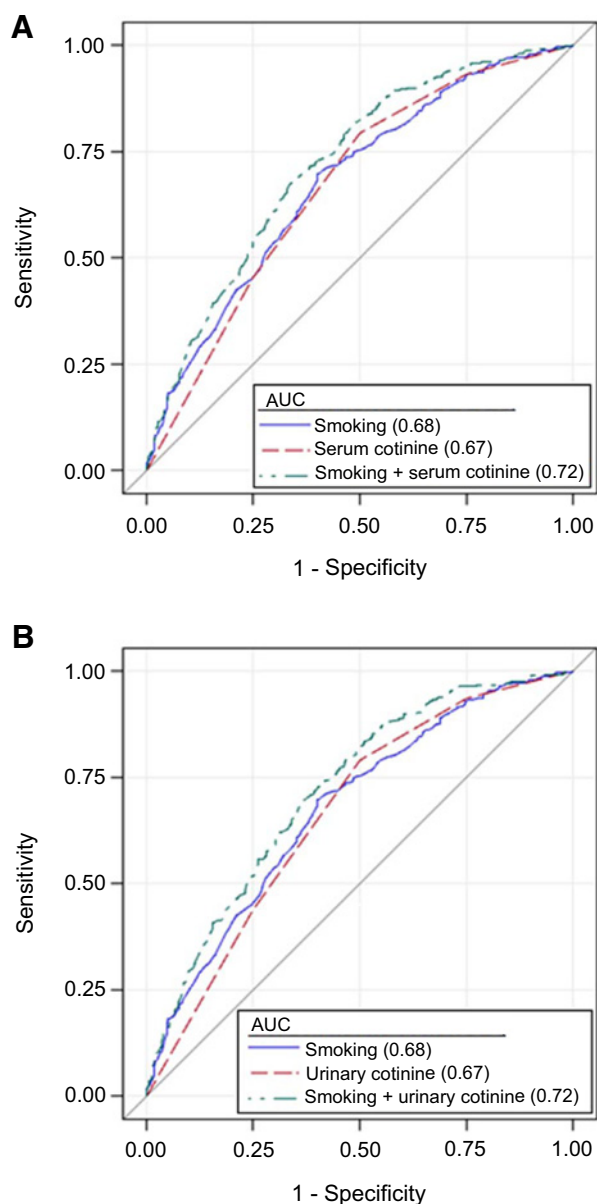 A
1.00
0.75
0.50
0.25
0.00
Sensitivity
AUC
Smoking (0.68)
Serum cotinine (0.67)
Smoking + serum cotinine (0.72)
0.00 0.25 0.50 0.75 1.00
1 - Specificity
B
1.00
0.75
0.50
0.25
0.00
Sensitivity
AUC
Smoking (0.68)
Urinary cotinine (0.67)
Smoking + urinary cotinine (0.72)
0.00 0.25 0.50 0.75 1.00
1 - Specificity